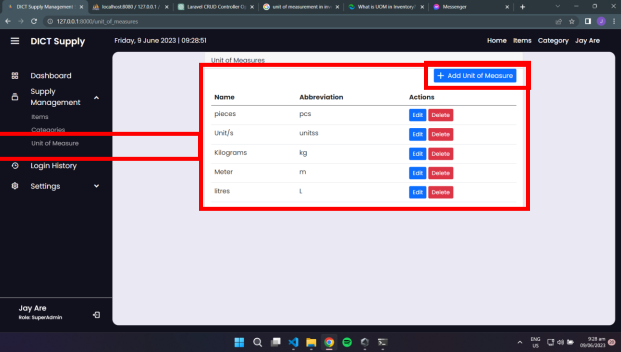 DICT Supply Management
localhost:8080 / 127.0.0.1 /
Laravel CRUD Controller
unit of measurement in
What is UOM in Inventory?
Messenger
127.0.0.1:8000/unit_of_measures
DICT Supply
Friday, 9 June 2023 | 09:28:51
Home Items Category Jay Are
Unit of Measures
+ Add Unit of Measure
Name Abbreviation Actions
pieces pcs Edit Delete
Unit/s unitss Edit Delete
Kilograms kg Edit Delete
Meter m Edit Delete
litres L Edit Delete
Dashboard
Supply
Management
Items
Categories
Unit of Measure
Login History
Settings
Jay Are
Role: SuperAdmin
ENG
US
9:28 am
09/06/2023